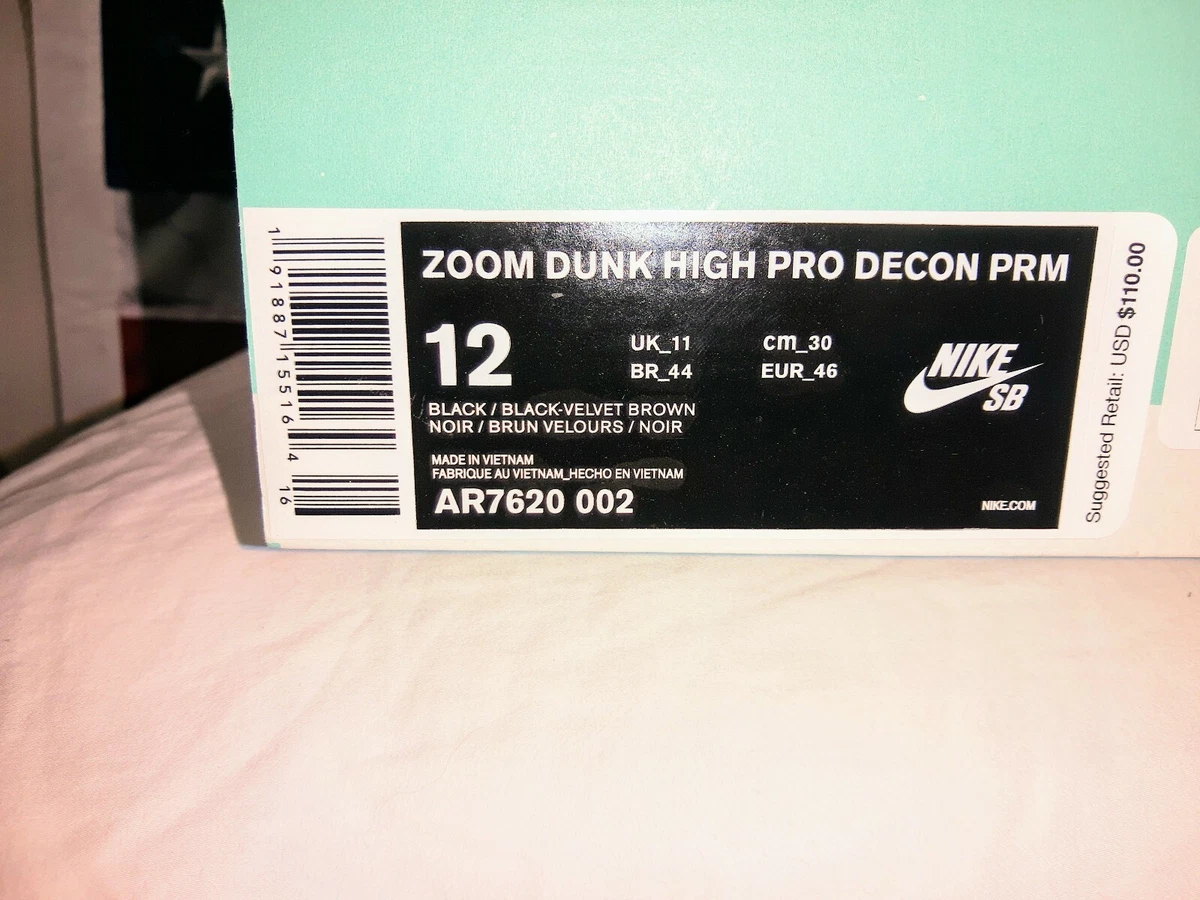 ZOOM DUNK HIGH PRO DECON PRM
12
UK_11 cm_30
BR_44 EUR_46
NIKE
SB
BLACK / BLACK-VELVET BROWN
NOIR / BRUN VELOURS / NOIR
MADE IN VIETNAM
FABRIQUE AU VIETNAM_HECHO EN VIETNAM
AR7620 002
NIKE.COM
1 91887 15516 4 16
Suggested Retail: USD $110.00